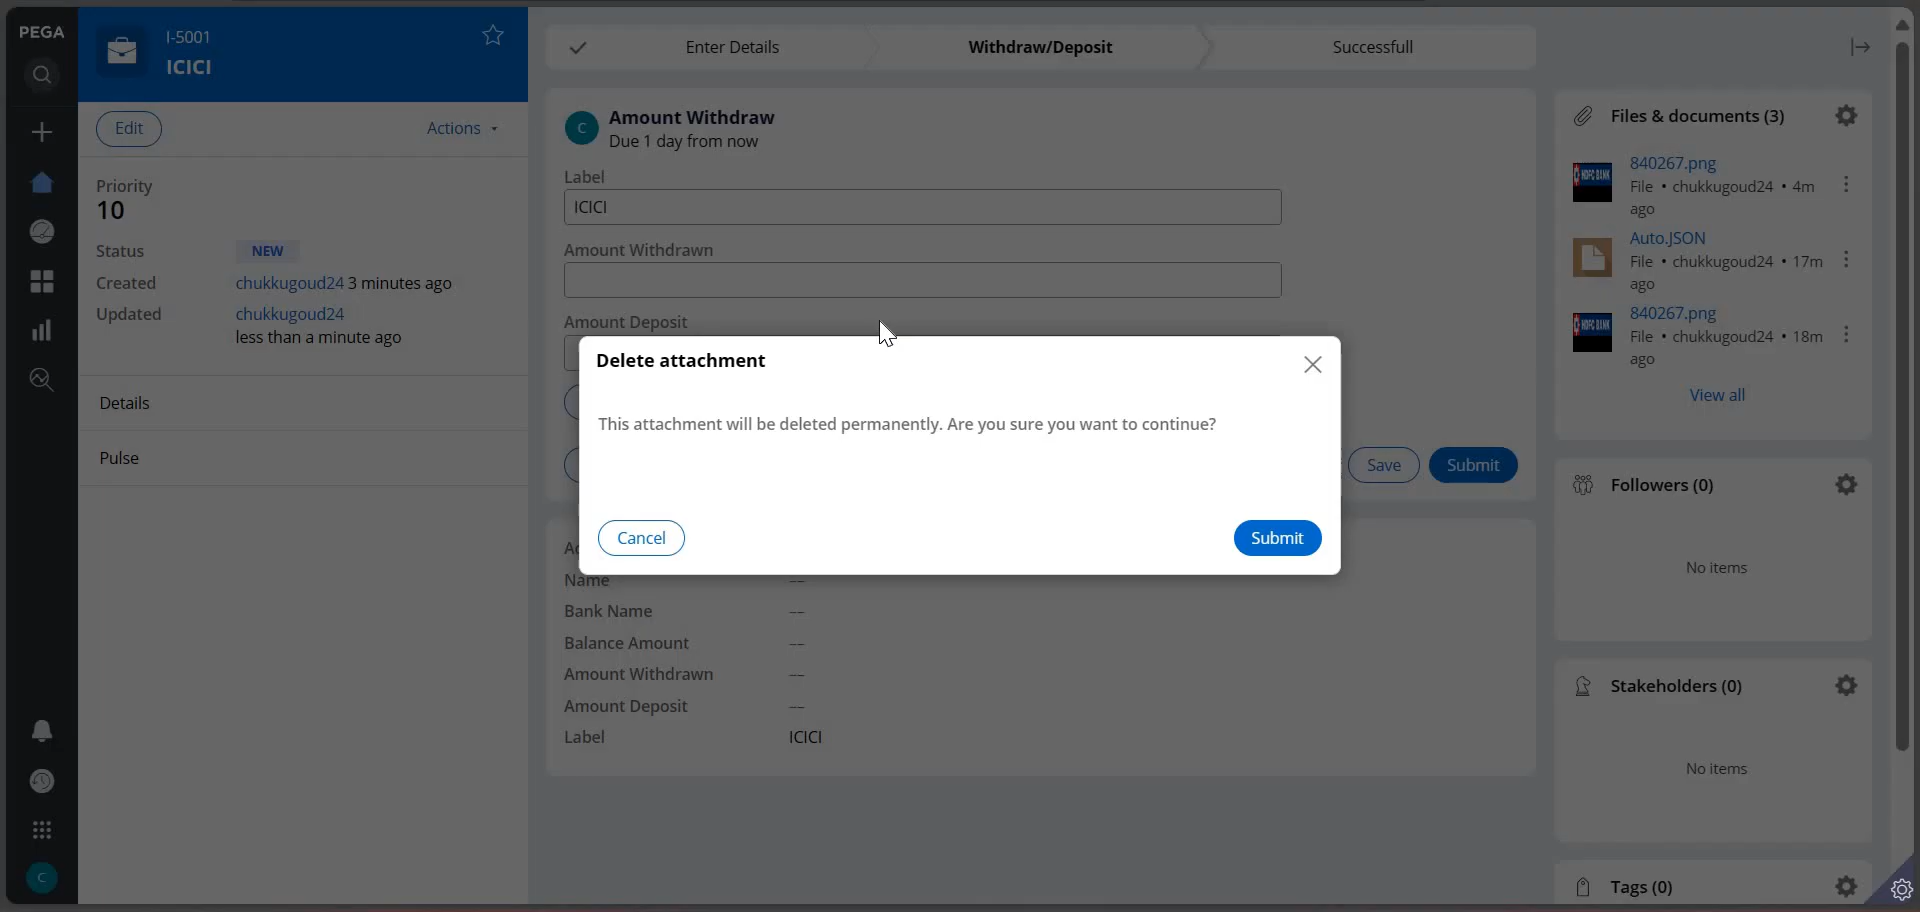 PEGA
I-5001
ICICI
Edit
Actions
Priority
10
Status NEW
Created chukkugoud24 3 minutes ago
Updated chukkugoud24
less than a minute ago
Details
Pulse
C
Enter Details
Withdraw/Deposit
Successfull
C
Amount Withdraw
Due 1 day from now
Label
ICICI
Amount Withdrawn
Amount Deposit
Delete attachment
This attachment will be deleted permanently. Are you sure you want to continue?
Cancel
Submit
Save
Submit
Name --
Bank Name --
Balance Amount --
Amount Withdrawn --
Amount Deposit --
Label ICICI
Files & documents (3)
HDFC BANK
840267.png
File • chukkugoud24 • 4m
ago
Auto.JSON
File • chukkugoud24 • 17m
ago
HDFC BANK
840267.png
File • chukkugoud24 • 18m
ago
View all
Followers (0)
No items
Stakeholders (0)
No items
Tags (0)